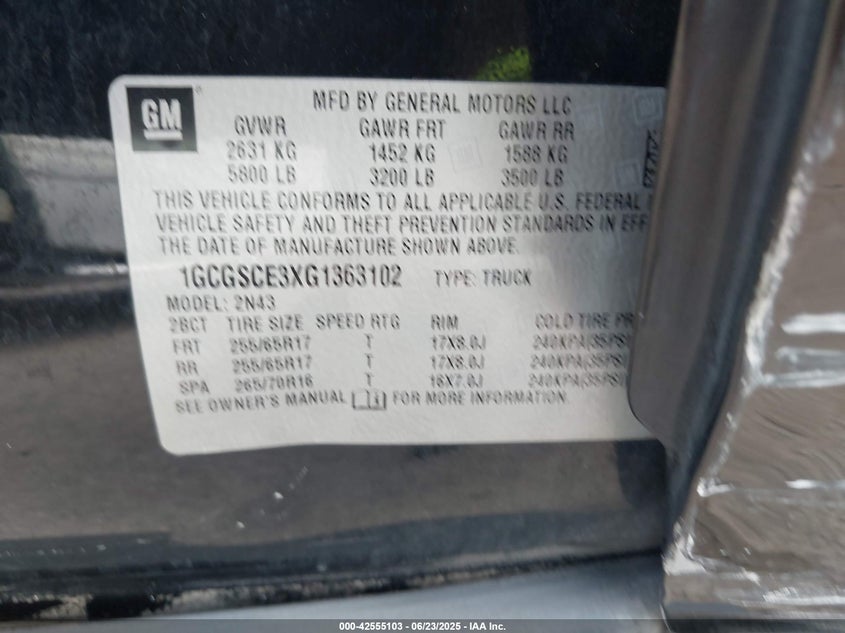 GM
MFD BY GENERAL MOTORS LLC
GVWR GAWR FRT GAWR RR
2631 KG 1452 KG 1588 KG
5800 LB 3200 LB 3500 LB
THIS VEHICLE CONFORMS TO ALL APPLICABLE U.S. FEDERAL
VEHICLE SAFETY AND THEFT PREVENTION STANDARDS IN EFF
THE DATE OF MANUFACTURE SHOWN ABOVE.
1GCGSCE3XG1363102 TYPE: TRUCK
MODEL: 2N43
2BCT TIRE SIZE SPEED RTG RIM COLD TIRE PR
FRT 255/65R17 T 17X8.0J 240KPA(35PSI)
RR 255/65R17 T 17X8.0J 240KPA(35PSI)
SPA 265/70R16 T 16X7.0J 240KPA(35PSI)
SEE OWNER'S MANUAL FOR MORE INFORMATION.
000-42555103 - 06/23/2025 - IAA Inc.